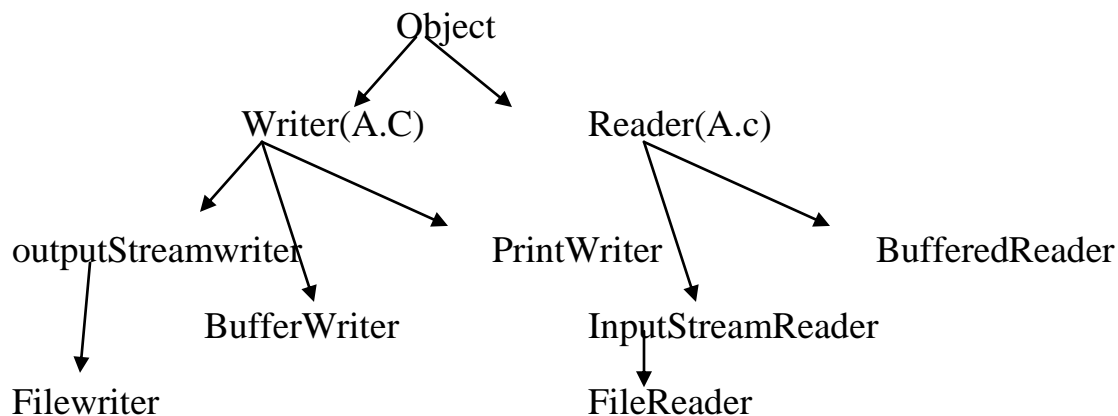 Object
Writer(A.C) Reader(A.c)
outputStreamwriter PrintWriter BufferedReader
BufferWriter InputStreamReader
Filewriter FileReader